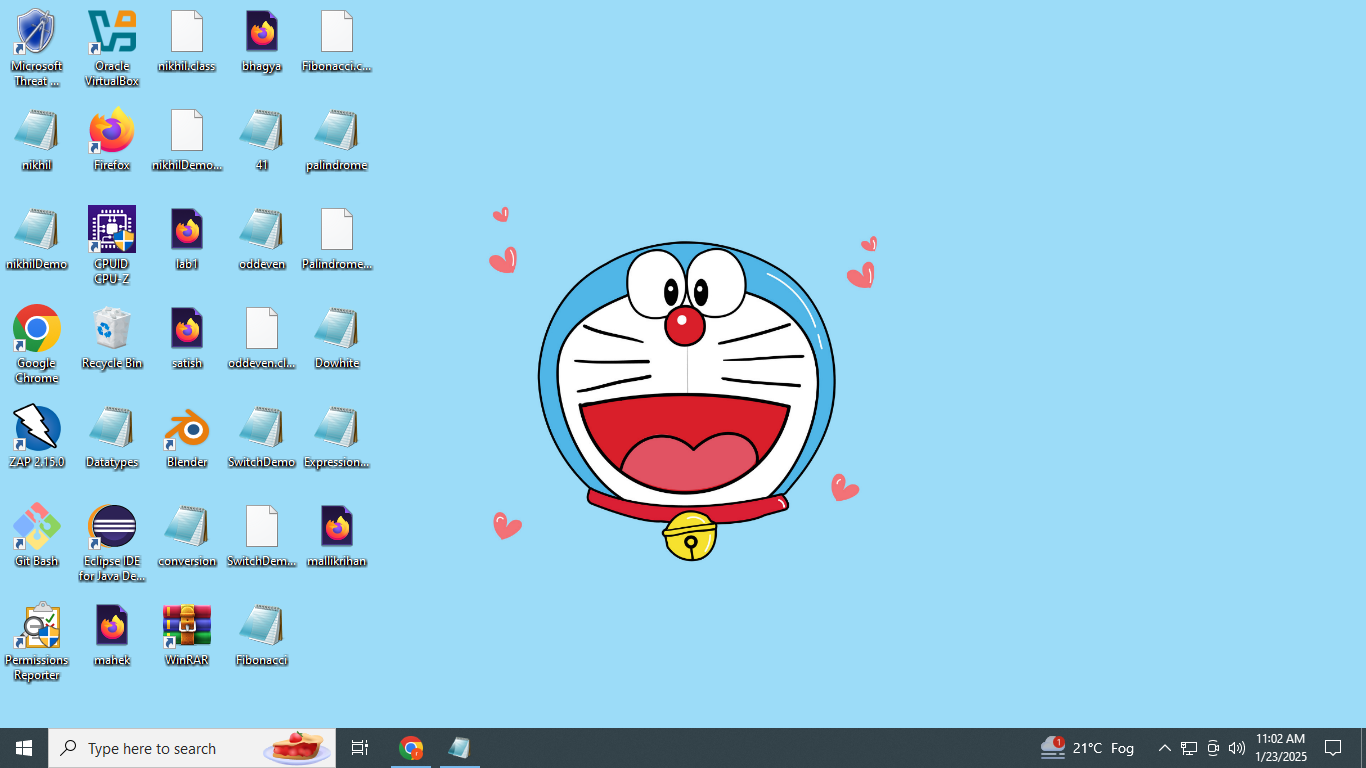 Microsoft
Threat ...
Oracle
VirtualBox
nikhil.class
bhagya
Fibonacci.c...
nikhil
Firefox
nikhilDemo...
41
palindrome
nikhilDemo
CPUID
CPU-Z
lab1
oddeven
Palindrome...
Google
Chrome
Recycle Bin
satish
oddeven.cl...
Dowhite
ZAP 2.15.0
Datatypes
Blender
SwitchDemo
Expression...
Git Bash
Eclipse IDE
for Java De...
conversion
SwitchDem...
mallikrihan
Permissions
Reporter
mahek
WinRAR
Fibonacci
Type here to search
1
21°C Fog
11:02 AM
1/23/2025